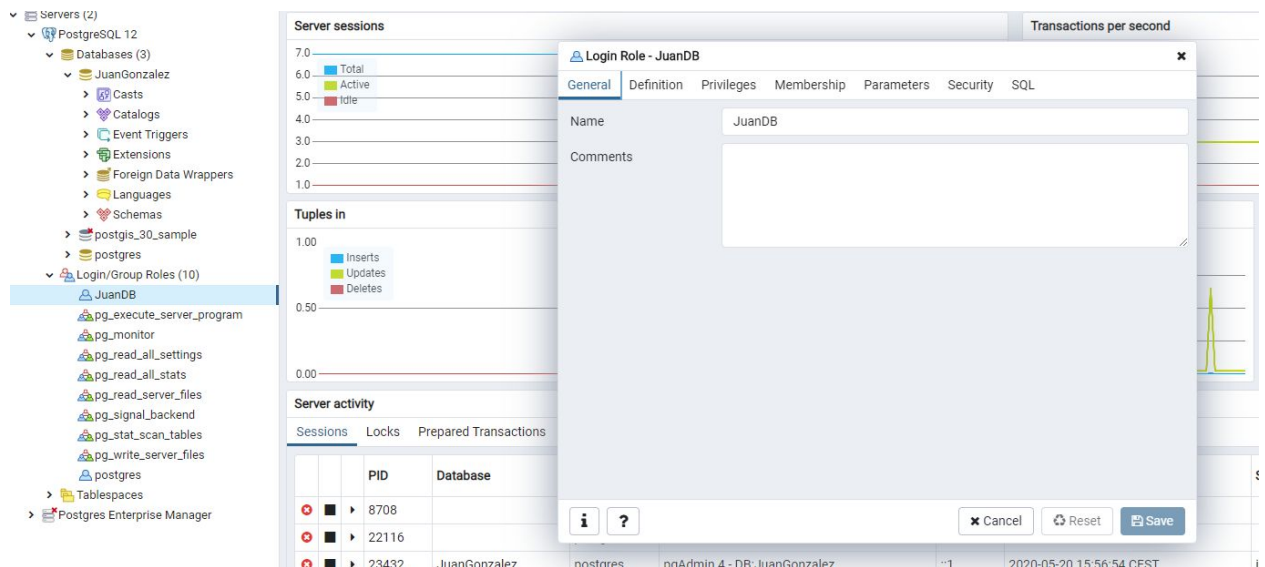 Servers (2)
PostgreSQL 12
Databases (3)
JuanGonzalez
Casts
Catalogs
Event Triggers
Extensions
Foreign Data Wrappers
Languages
Schemas
postgis_30_sample
postgres
Login/Group Roles (10)
JuanDB
pg_execute_server_program
pg_monitor
pg_read_all_settings
pg_read_all_stats
pg_read_server_files
pg_signal_backend
pg_stat_scan_tables
pg_write_server_files
postgres
Tablespaces
Postgres Enterprise Manager
Server sessions
7.0
6.0
5.0
4.0
3.0
2.0
1.0
Total
Active
Idle
Transactions per second
Tuples in
1.00
0.50
0.00
Inserts
Updates
Deletes
Server activity
Sessions Locks Prepared Transactions
PID Database
8708
22116
23432 JuanGonzalez postgres pgAdmin 4 - DB:JuanGonzalez ::1 2020-05-20 15:56:54 CEST
Login Role - JuanDB
General Definition Privileges Membership Parameters Security SQL
Name JuanDB
Comments
i ? Cancel Reset Save